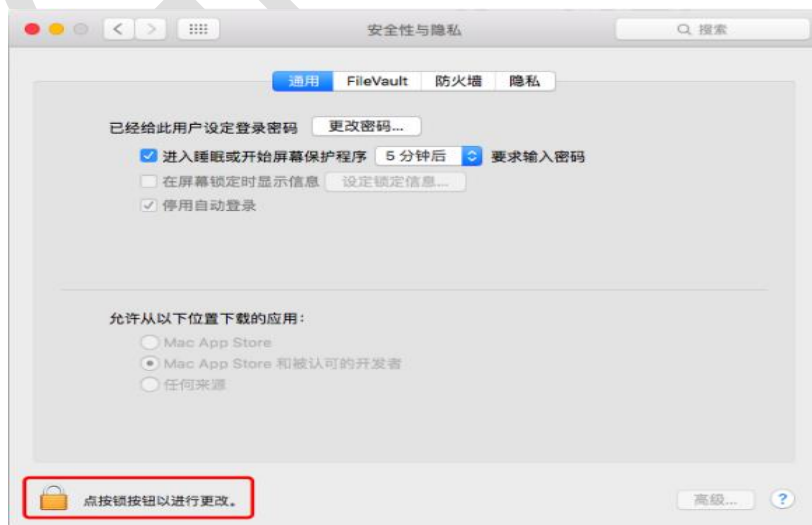 安全性与隐私
搜索
通用 FileVault 防火墙 隐私
已经给此用户设定登录密码 更改密码...
进入睡眠或开始屏幕保护程序 5 分钟后 要求输入密码
在屏幕锁定时显示信息 设定锁定信息...
停用自动登录
允许从以下位置下载的应用：
Mac App Store
Mac App Store 和被认可的开发者
任何来源
点按锁按钮以进行更改。
高级... ?